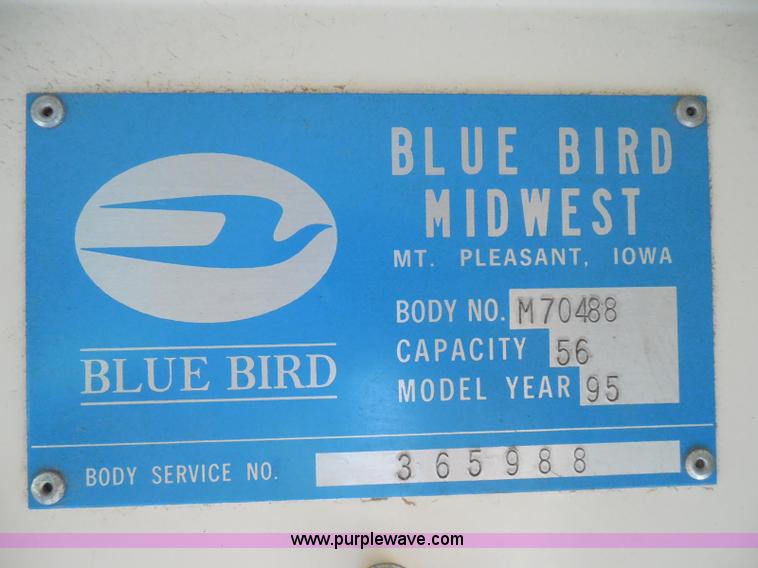 BLUE BIRD
MIDWEST
MT. PLEASANT, IOWA
BODY NO. M70488
CAPACITY 56
MODEL YEAR 95
BLUE BIRD
BODY SERVICE NO. 365988
www.purplewave.com